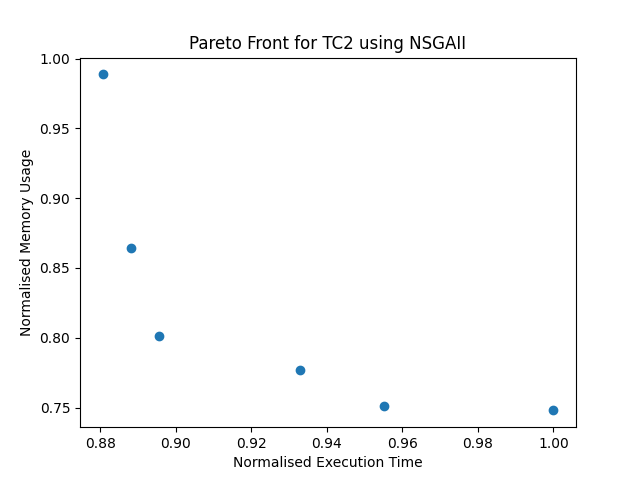 Pareto Front for TC2 using NSGAII
Normalised Memory Usage
1.00
0.95
0.90
0.85
0.80
0.75
0.88 0.90 0.92 0.94 0.96 0.98 1.00
Normalised Execution Time